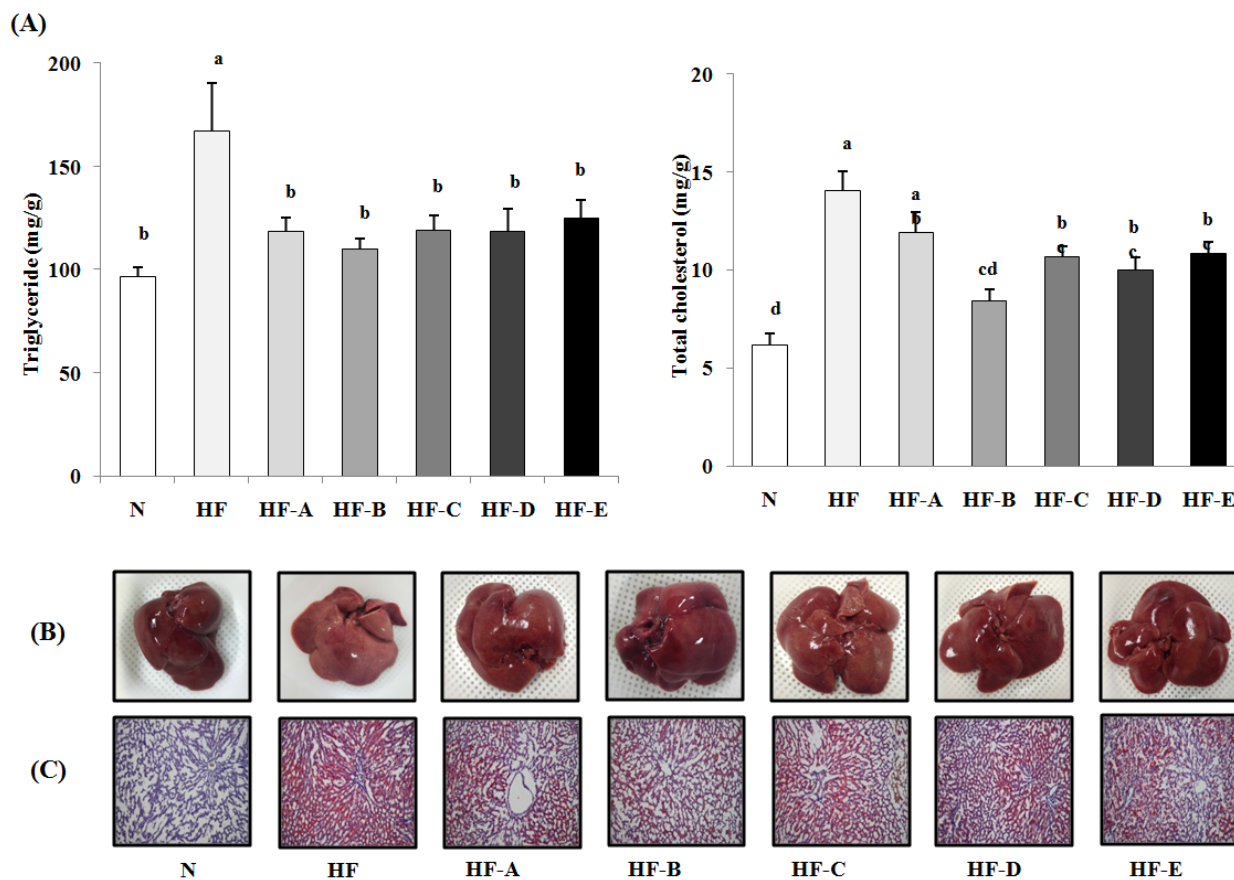 (A)
Triglyceride (mg/g)
200
150
100
50
0
b
a
b
b
b
b
b
N HF HF-A HF-B HF-C HF-D HF-E
Total cholesterol (mg/g)
20
15
10
5
0
d
a
a
b
cd
b
c
b
c
b
c
N HF HF-A HF-B HF-C HF-D HF-E
(B)
(C)
N HF HF-A HF-B HF-C HF-D HF-E